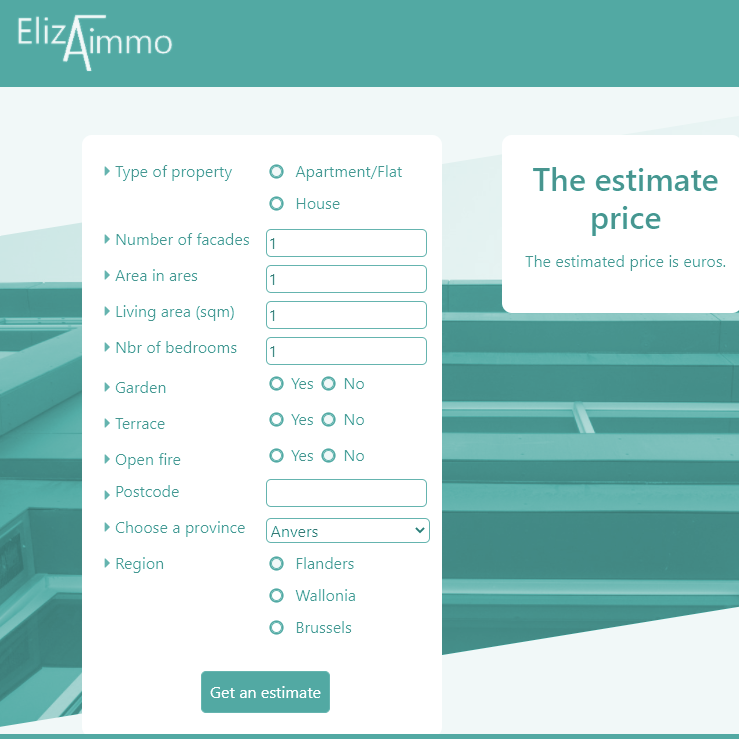 ElizAimmo
Type of property
Apartment/Flat
House
Number of facades
1
Area in ares
1
Living area (sqm)
1
Nbr of bedrooms
1
Garden
Yes No
Terrace
Yes No
Open fire
Yes No
Postcode
Choose a province
Anvers
Region
Flanders
Wallonia
Brussels
Get an estimate
The estimate
price
The estimated price is euros.